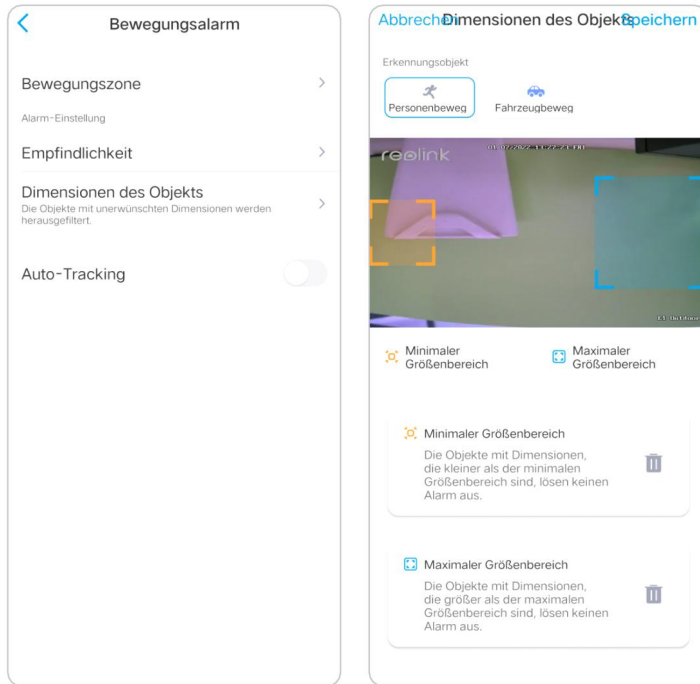 Bewegungsalarm
Bewegungszone
Alarm-Einstellung
Empfindlichkeit
Dimensionen des Objekts
Die Objekte mit unerwünschten Dimensionen werden
herausgefiltert.
Auto-Tracking
Abbrechen Dimensionen des Objekts Speichern
Erkennungsobjekt
Personenbeweg
Fahrzeugbeweg
reolink
Minimaler
Größenbereich
Maximaler
Größenbereich
Minimaler Größenbereich
Die Objekte mit Dimensionen,
die kleiner als der minimalen
Größenbereich sind, lösen keinen
Alarm aus.
Maximaler Größenbereich
Die Objekte mit Dimensionen,
die größer als der maximalen
Größenbereich sind, lösen keinen
Alarm aus.